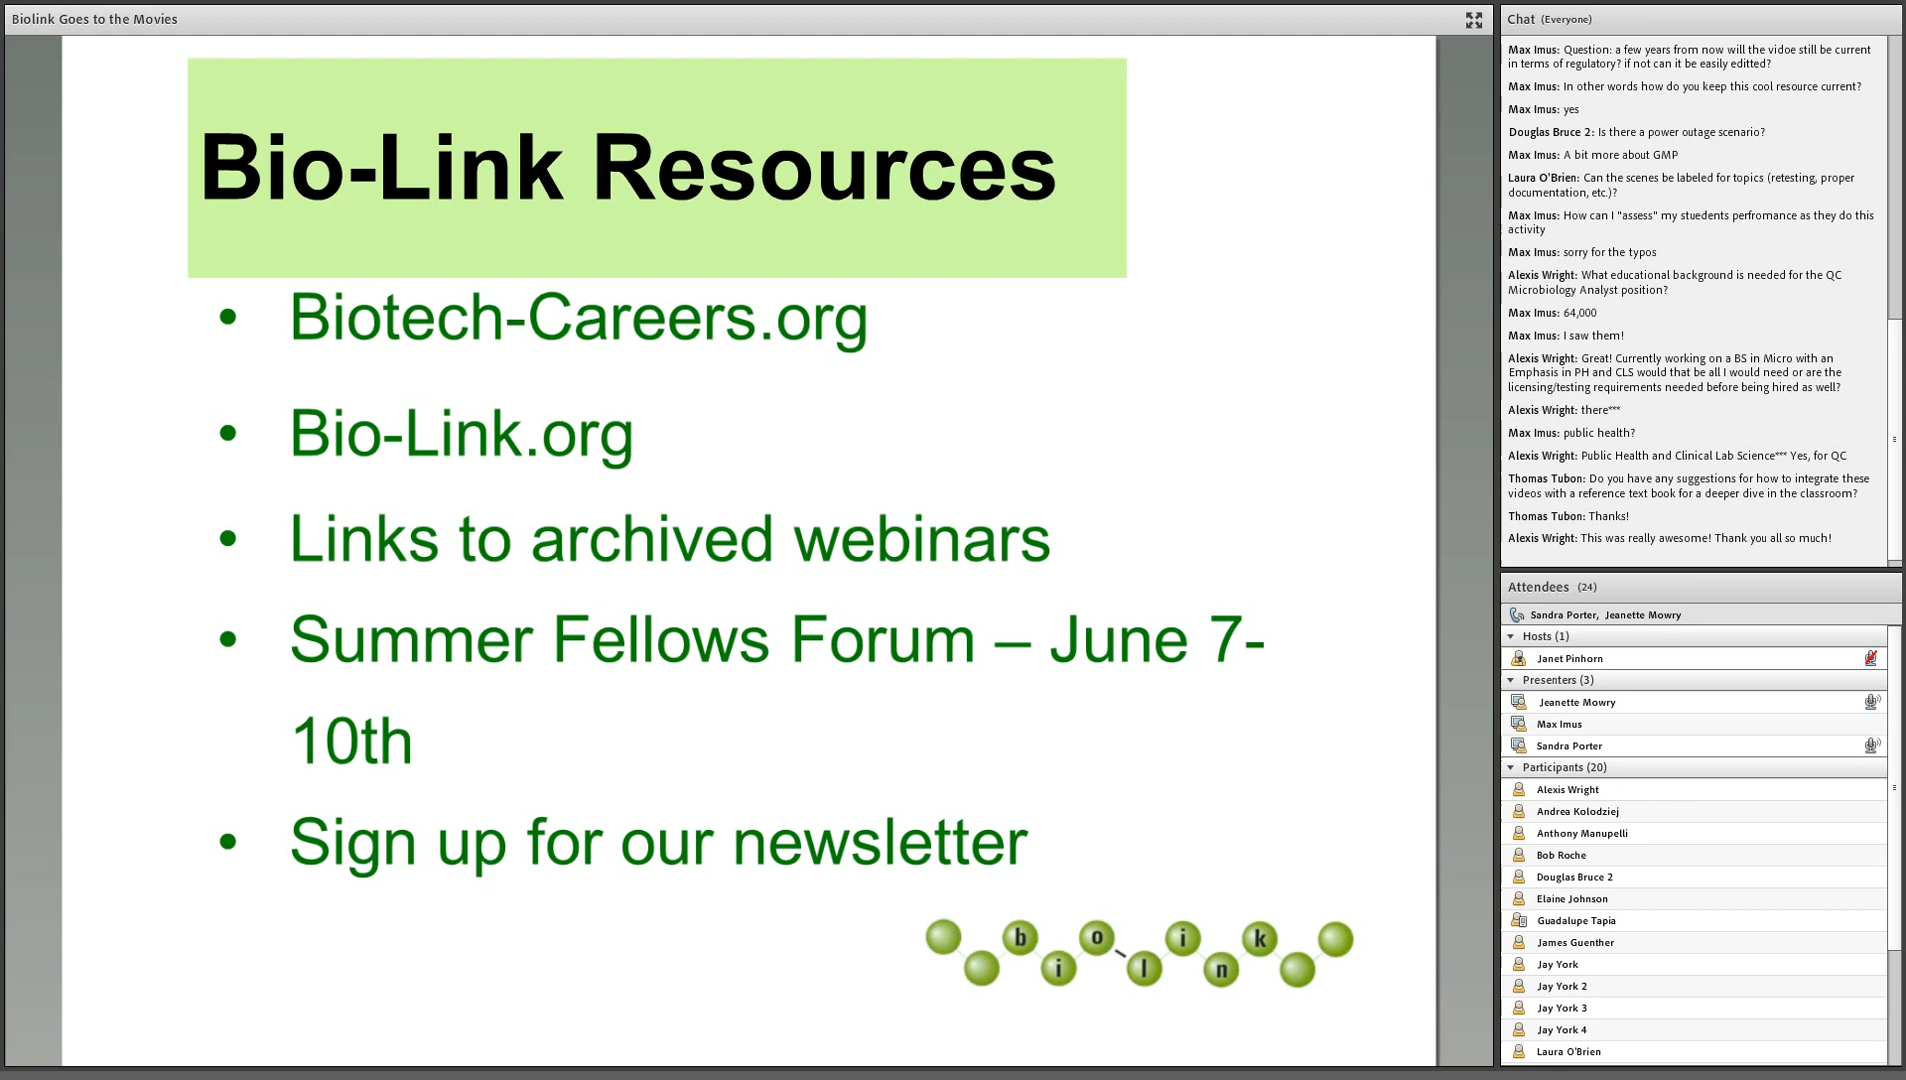 Biolink Goes to the Movies
Bio-Link Resources
• Biotech-Careers.org
• Bio-Link.org
• Links to archived webinars
• Summer Fellows Forum – June 7-
10th
• Sign up for our newsletter
bio-link
Chat (Everyone)
Max Imus: Question: a few years from now will the vidoe still be current
in terms of regulatory? if not can it be easily editted?
Max Imus: In other words how do you keep this cool resource current?
Max Imus: yes
Douglas Bruce 2: Is there a power outage scenario?
Max Imus: A bit more about GMP
Laura O'Brien: Can the scenes be labeled for topics (retesting, proper
documentation, etc.)?
Max Imus: How can I "assess" my stuedents perfromance as they do this
activity
Max Imus: sorry for the typos
Alexis Wright: What educational background is needed for the QC
Microbiology Analyst position?
Max Imus: 64,000
Max Imus: I saw them!
Alexis Wright: Great! Currently working on a BS in Micro with an
Emphasis in PH and CLS would that be all I would need or are the
licensing/testing requirements needed before being hired as well?
Alexis Wright: there***
Max Imus: public health?
Alexis Wright: Public Health and Clinical Lab Science*** Yes, for QC
Thomas Tubon: Do you have any suggestions for how to integrate these
videos with a reference text book for a deeper dive in the classroom?
Thomas Tubon: Thanks!
Alexis Wright: This was really awesome! Thank you all so much!
Attendees (24)
Sandra Porter, Jeanette Mowry
Hosts (1)
Janet Pinhorn
Presenters (3)
Jeanette Mowry
Max Imus
Sandra Porter
Participants (20)
Alexis Wright
Andrea Kolodziej
Anthony Manupelli
Bob Roche
Douglas Bruce 2
Elaine Johnson
Guadalupe Tapia
James Guenther
Jay York
Jay York 2
Jay York 3
Jay York 4
Laura O'Brien